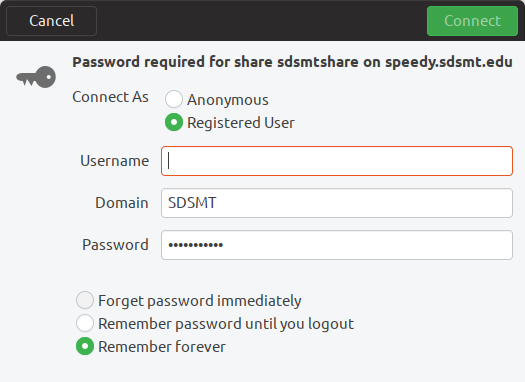 Cancel Connect
Password required for share sdsmtshare on speedy.sdsmt.edu
Connect As Anonymous
Registered User
Username
Domain SDSMT
Password •••••••••••
Forget password immediately
Remember password until you logout
Remember forever